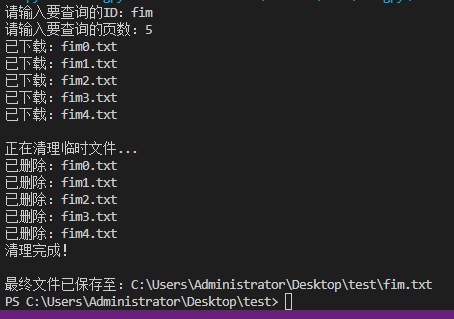 请输入要查询的ID: fim
请输入要查询的页数: 5
已下载: fim0.txt
已下载: fim1.txt
已下载: fim2.txt
已下载: fim3.txt
已下载: fim4.txt
正在清理临时文件...
已删除: fim0.txt
已删除: fim1.txt
已删除: fim2.txt
已删除: fim3.txt
已删除: fim4.txt
清理完成!
最终文件已保存至: C:\Users\Administrator\Desktop\test\fim.txt
PS C:\Users\Administrator\Desktop\test>